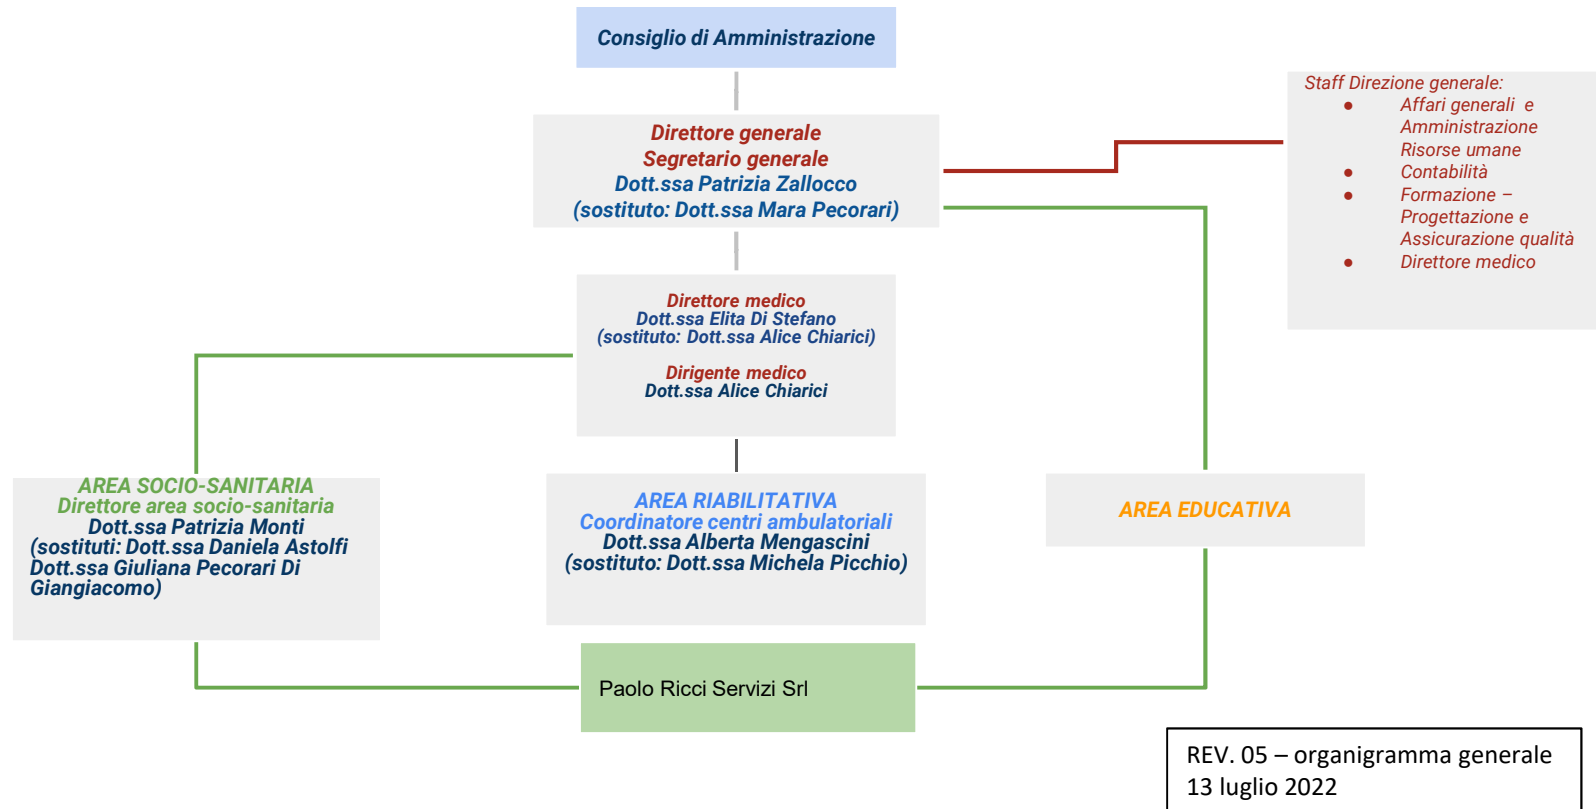 Consiglio di Amministrazione
Staff Direzione generale:
● Affari generali e
Amministrazione
Risorse umane
● Contabilità
● Formazione –
Progettazione e
Assicurazione qualità
● Direttore medico
Direttore generale
Segretario generale
Dott.ssa Patrizia Zallocco
(sostituto: Dott.ssa Mara Pecorari)
Direttore medico
Dott.ssa Elita Di Stefano
(sostituto: Dott.ssa Alice Chiarici)
Dirigente medico
Dott.ssa Alice Chiarici
AREA SOCIO-SANITARIA
Direttore area socio-sanitaria
Dott.ssa Patrizia Monti
(sostituti: Dott.ssa Daniela Astolfi
Dott.ssa Giuliana Pecorari Di
Giangiacomo)
AREA RIABILITATIVA
Coordinatore centri ambulatoriali
Dott.ssa Alberta Mengascini
(sostituto: Dott.ssa Michela Picchio)
AREA EDUCATIVA
Paolo Ricci Servizi Srl
REV. 05 – organigramma generale
13 luglio 2022